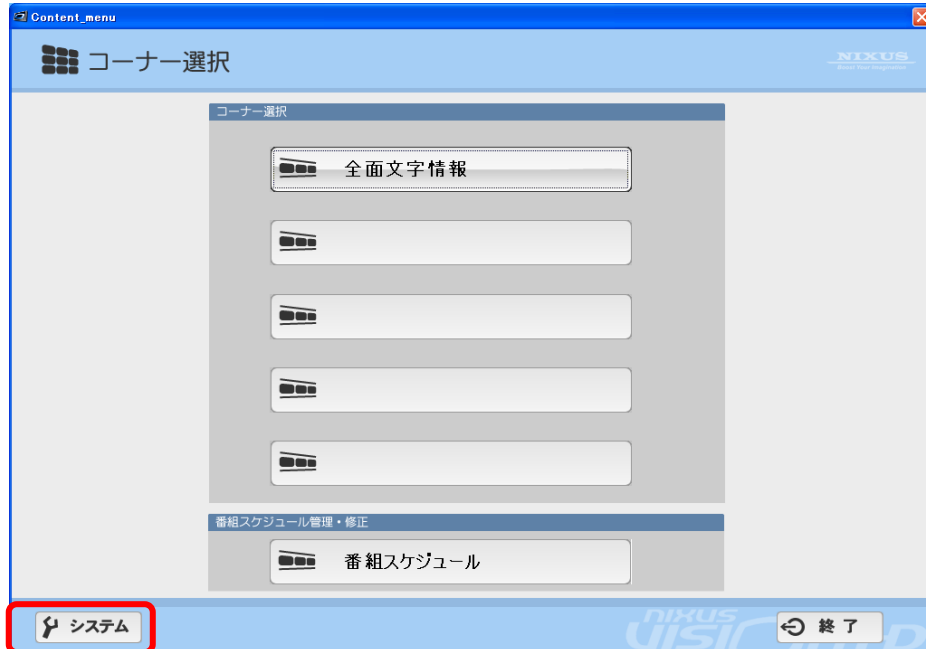 Content_menu
コーナー選択
NIXUS
コーナー選択
全面文字情報
番組スケジュール管理・修正
番組スケジュール
システム
nixus
終了